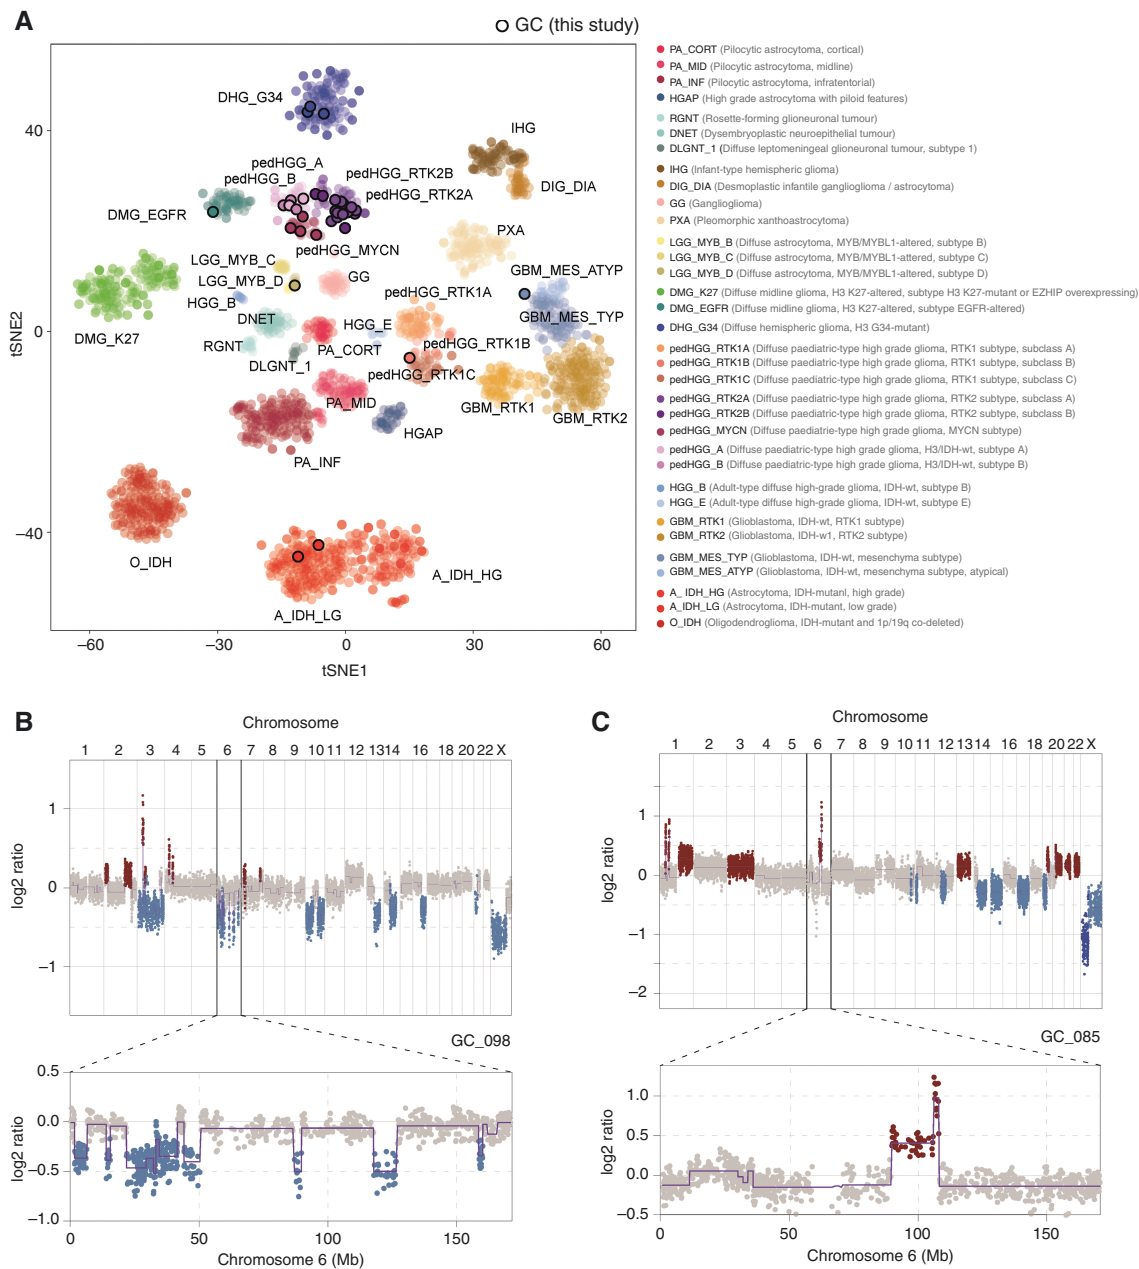 A
GC (this study)
DHG_G34
IHG
pedHGG_A
pedHGG_B
pedHGG_RTK2B
pedHGG_RTK2A
DIG_DIA
DMG_EGFR
PXA
pedHGG_MYCN
LGG_MYB_C
LGG_MYB_D
GG
GBM_MES_ATYP
HGG_B
pedHGG_RTK1A
DNET
HGG_E
GBM_MES_TYP
DMG_K27
RGNT
PA_CORT
pedHGG_RTK1B
DLGNT_1
pedHGG_RTK1C
PA_MID
GBM_RTK1
GBM_RTK2
HGAP
PA_INF
O_IDH
A_IDH_HG
A_IDH_LG
40
0
−40
tSNE2
−60
−30
0
30
60
tSNE1
PA_CORT (Pilocytic astrocytoma, cortical)
PA_MID (Pilocytic astrocytoma, midline)
PA_INF (Pilocytic astrocytoma, infratentorial)
HGAP (High grade astrocytoma with piloid features)
RGNT (Rosette-forming glioneuronal tumour)
DNET (Dysembryoplastic neuroepithelial tumour)
DLGNT_1 (Diffuse leptomeningeal glioneuronal tumour, subtype 1)
IHG (Infant-type hemispheric glioma)
DIG_DIA (Desmoplastic infantile ganglioglioma / astrocytoma)
GG (Ganglioglioma)
PXA (Pleomorphic xanthoastrocytoma)
LGG_MYB_B (Diffuse astrocytoma, MYB/MYBL1-altered, subtype B)
LGG_MYB_C (Diffuse astrocytoma, MYB/MYBL1-altered, subtype C)
LGG_MYB_D (Diffuse astrocytoma, MYB/MYBL1-altered, subtype D)
DMG_K27 (Diffuse midline glioma, H3 K27-altered, subtype H3 K27-mutant or EZHIP overexpressing)
DMG_EGFR (Diffuse midline glioma, H3 K27-altered, subtype EGFR-altered)
DHG_G34 (Diffuse hemispheric glioma, H3 G34-mutant)
pedHGG_RTK1A (Diffuse paediatric-type high grade glioma, RTK1 subtype, subclass A)
pedHGG_RTK1B (Diffuse paediatric-type high grade glioma, RTK1 subtype, subclass B)
pedHGG_RTK1C (Diffuse paediatric-type high grade glioma, RTK1 subtype, subclass C)
pedHGG_RTK2A (Diffuse paediatric-type high grade glioma, RTK2 subtype, subclass A)
pedHGG_RTK2B (Diffuse paediatric-type high grade glioma, RTK2 subtype, subclass B)
pedHGG_MYCN (Diffuse paediatrie-type high grade glioma, MYCN subtype)
pedHGG_A (Diffuse paediatric-type high grade glioma, H3/IDH-wt, subtype A)
pedHGG_B (Diffuse paediatric-type high grade glioma, H3/IDH-wt, subtype B)
HGG_B (Adult-type diffuse high-grade glioma, IDH-wt, subtype B)
HGG_E (Adult-type diffuse high-grade glioma, IDH-wt, subtype E)
GBM_RTK1 (Glioblastoma, IDH-wt, RTK1 subtype)
GBM_RTK2 (Glioblastoma, IDH-w1, RTK2 subtype)
GBM_MES_TYP (Glioblastoma, IDH-wt, mesenchyma subtype)
GBM_MES_ATYP (Glioblastoma, IDH-wt, mesenchyma subtype, atypical)
A_ IDH_HG (Astrocytoma, IDH-mutanl, high grade)
A_IDH_LG (Astrocytoma, IDH-mutant, low grade)
O_IDH (Oligodendroglioma, IDH-mutant and 1p/19q co-deleted)
B
Chromosome
1 2 3 4 5 6 7 8 9 10 11 12 13 14 16 18 20 22 X
1
0
−1
log2 ratio
GC_098
0.5
0.0
−0.5
−1.0
log2 ratio
0 50 100 150
Chromosome 6 (Mb)
C
Chromosome
1 2 3 4 5 6 7 8 9 10 11 12 13 14 16 18 20 22 X
1
0
−1
−2
log2 ratio
GC_085
1.0
0.5
0.0
−0.5
log2 ratio
0 50 100 150
Chromosome 6 (Mb)